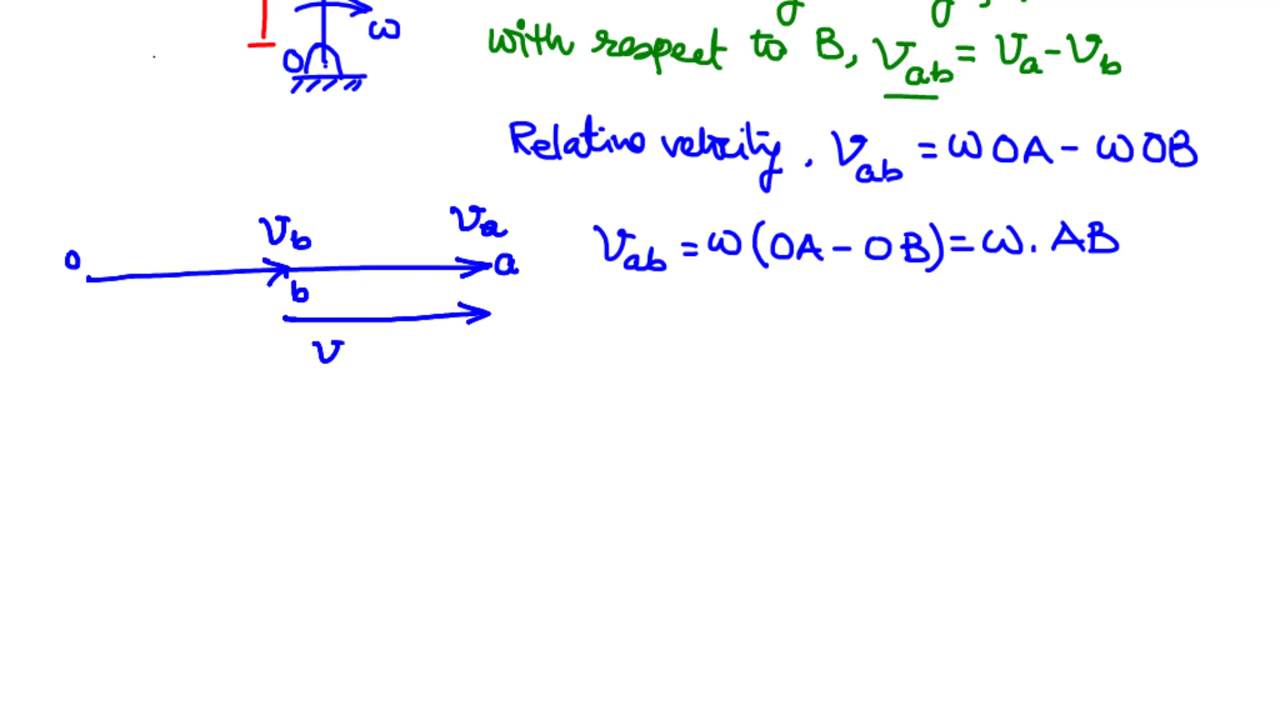 ω
O
with respect to B, Vab = Va - Vb
Relative velocity, Vab = ωOA - ωOB
Vb Va
o b a
Vab = ω(OA - OB) = ω. AB
V